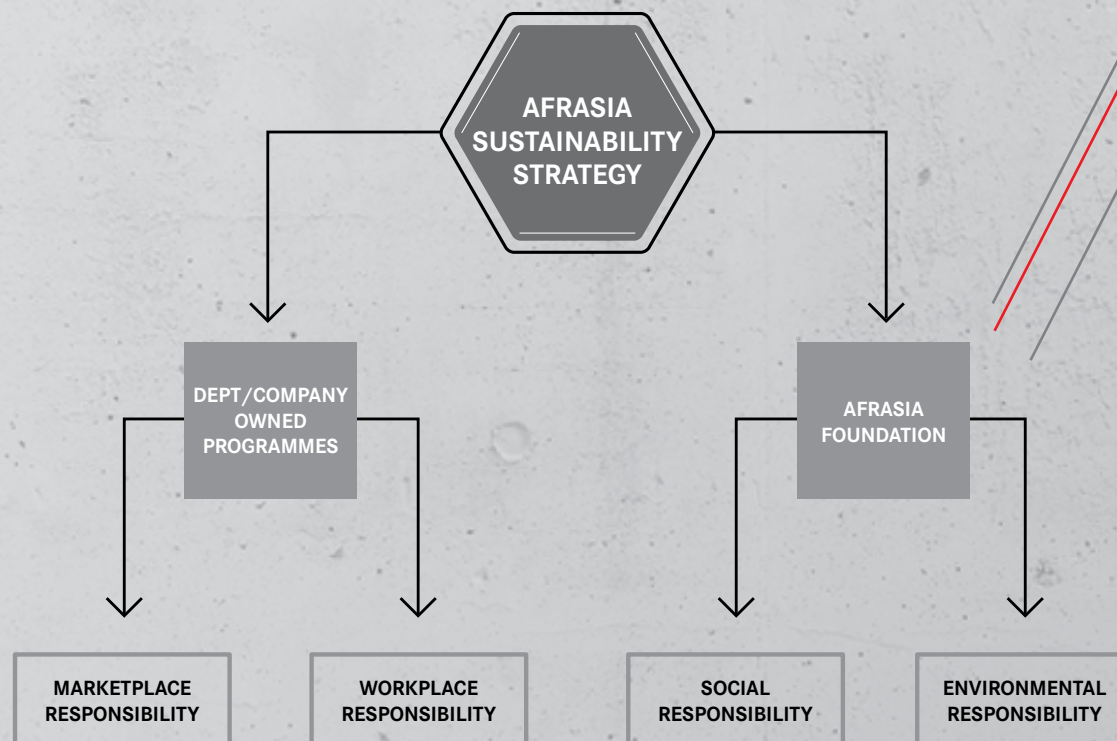 AFRASIA
SUSTAINABILITY
STRATEGY
DEPT/COMPANY
OWNED
PROGRAMMES
AFRASIA
FOUNDATION
MARKETPLACE
RESPONSIBILITY
WORKPLACE
RESPONSIBILITY
SOCIAL
RESPONSIBILITY
ENVIRONMENTAL
RESPONSIBILITY